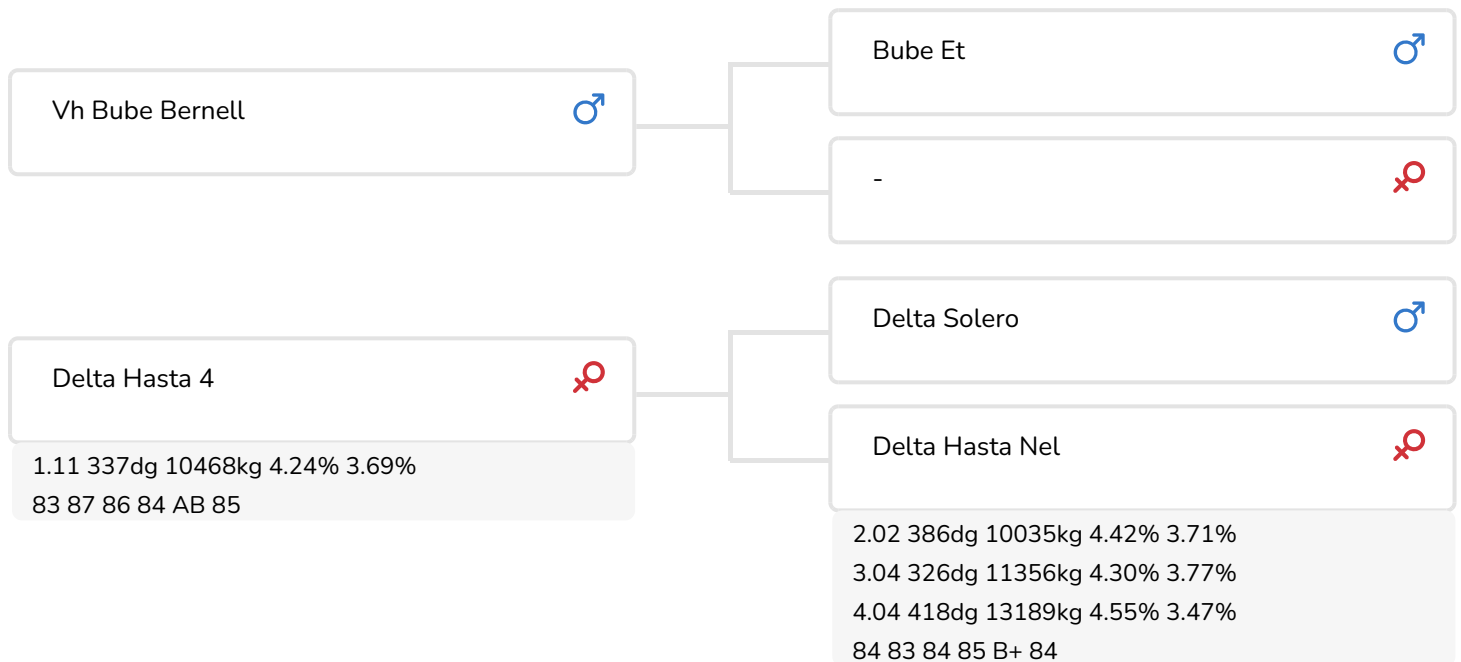 Vh Bube Bernell
Bube Et
-
Delta Hasta 4
1.11 337dg 10468kg 4.24% 3.69%
83 87 86 84 AB 85
Delta Solero
Delta Hasta Nel
2.02 386dg 10035kg 4.42% 3.71%
3.04 326dg 11356kg 4.30% 3.77%
4.04 418dg 13189kg 4.55% 3.47%
84 83 84 85 B+ 84